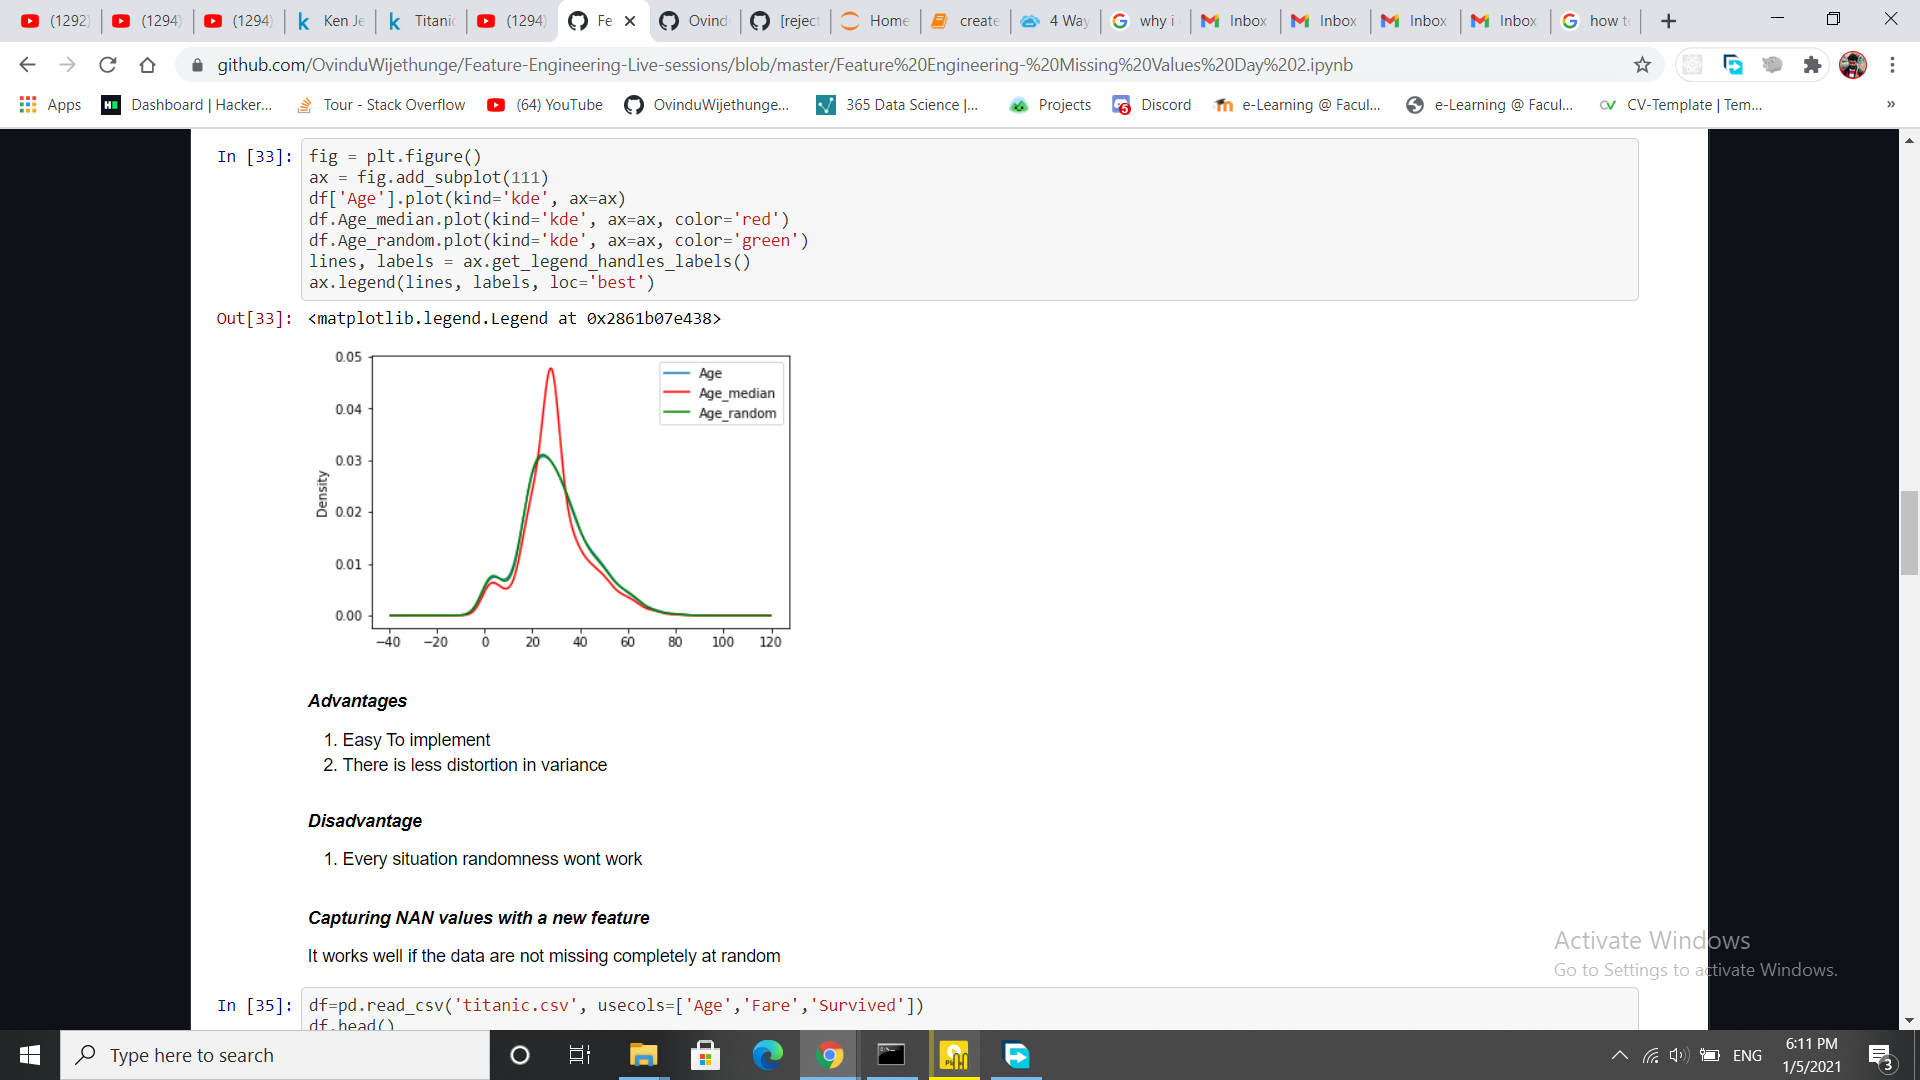 (1292)
(1294)
(1294)
Ken Je
Titanic
(1294)
Fe
Ovind
[reject
Home
create
4 Way
why i
Inbox
Inbox
Inbox
Inbox
how t
github.com/OvinduWijethunge/Feature-Engineering-Live-sessions/blob/master/Feature%20Engineering-%20Missing%20Values%20Day%202.ipynb
Apps
Dashboard | Hacker...
Tour - Stack Overflow
(64) YouTube
OvinduWijethunge...
365 Data Science |...
Projects
Discord
e-Learning @ Facul...
e-Learning @ Facul...
CV-Template | Tem...
»
In [33]:
fig = plt.figure()
ax = fig.add_subplot(111)
df['Age'].plot(kind='kde', ax=ax)
df.Age_median.plot(kind='kde', ax=ax, color='red')
df.Age_random.plot(kind='kde', ax=ax, color='green')
lines, labels = ax.get_legend_handles_labels()
ax.legend(lines, labels, loc='best')
Out[33]: <matplotlib.legend.Legend at 0x2861b07e438>
Age
Age_median
Age_random
0.05
0.04
0.03
0.02
0.01
0.00
Density
−40 −20 0 20 40 60 80 100 120
Advantages
1. Easy To implement
2. There is less distortion in variance
Disadvantage
1. Every situation randomness wont work
Capturing NAN values with a new feature
It works well if the data are not missing completely at random
Activate Windows
Go to Settings to activate Windows.
In [35]:
df=pd.read_csv('titanic.csv', usecols=['Age','Fare','Survived'])
df.head()
Type here to search
ENG
6:11 PM
1/5/2021
3